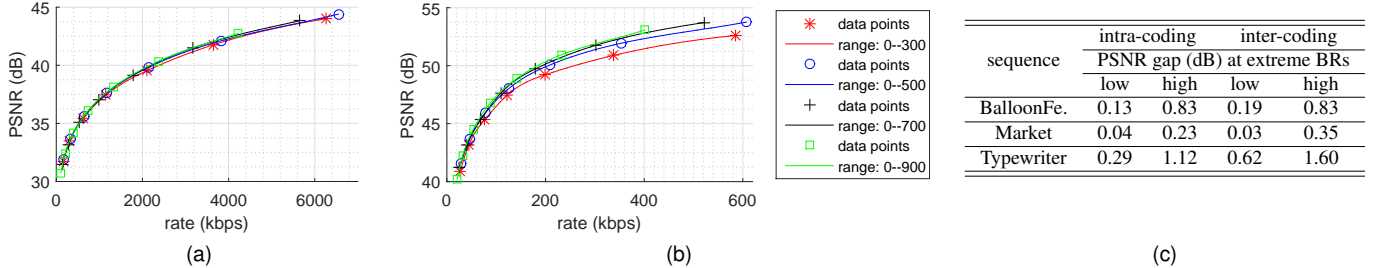 PSNR (dB)
45
40
35
30
0
2000
4000
6000
rate (kbps)
(a)
PSNR (dB)
55
50
45
40
0
200
400
600
rate (kbps)
(b)
data points
range: 0--300
data points
range: 0--500
data points
range: 0--700
data points
range: 0--900
sequence
intra-coding inter-coding
PSNR gap (dB) at extreme BRs
low high low high
BalloonFe. 0.13 0.83 0.19 0.83
Market 0.04 0.23 0.03 0.35
Typewriter 0.29 1.12 0.62 1.60
(c)